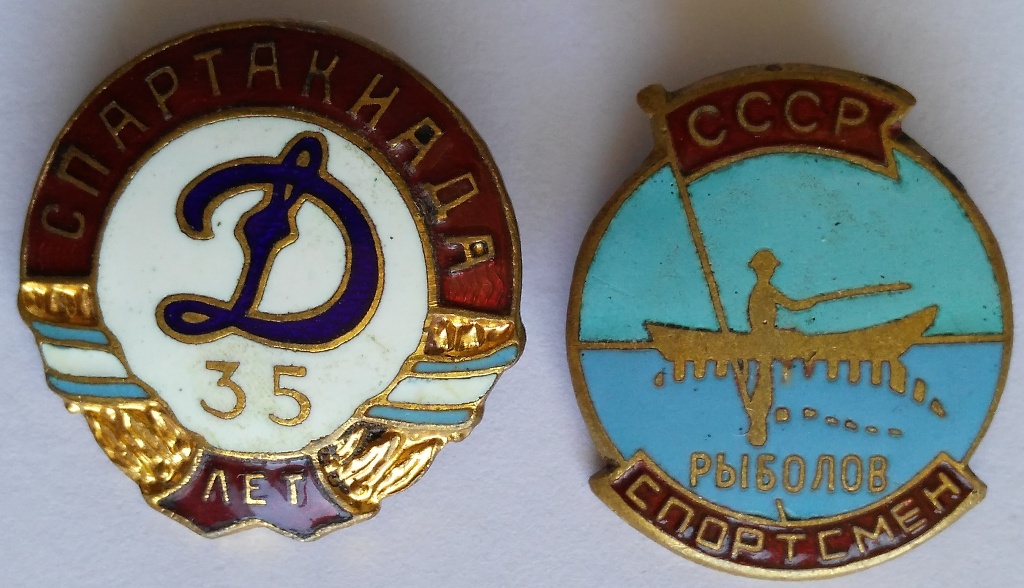 СПАРТАКИАДА
Д
35
ЛЕТ
СССР
РЫБОЛОВ
СПОРТСМЕН